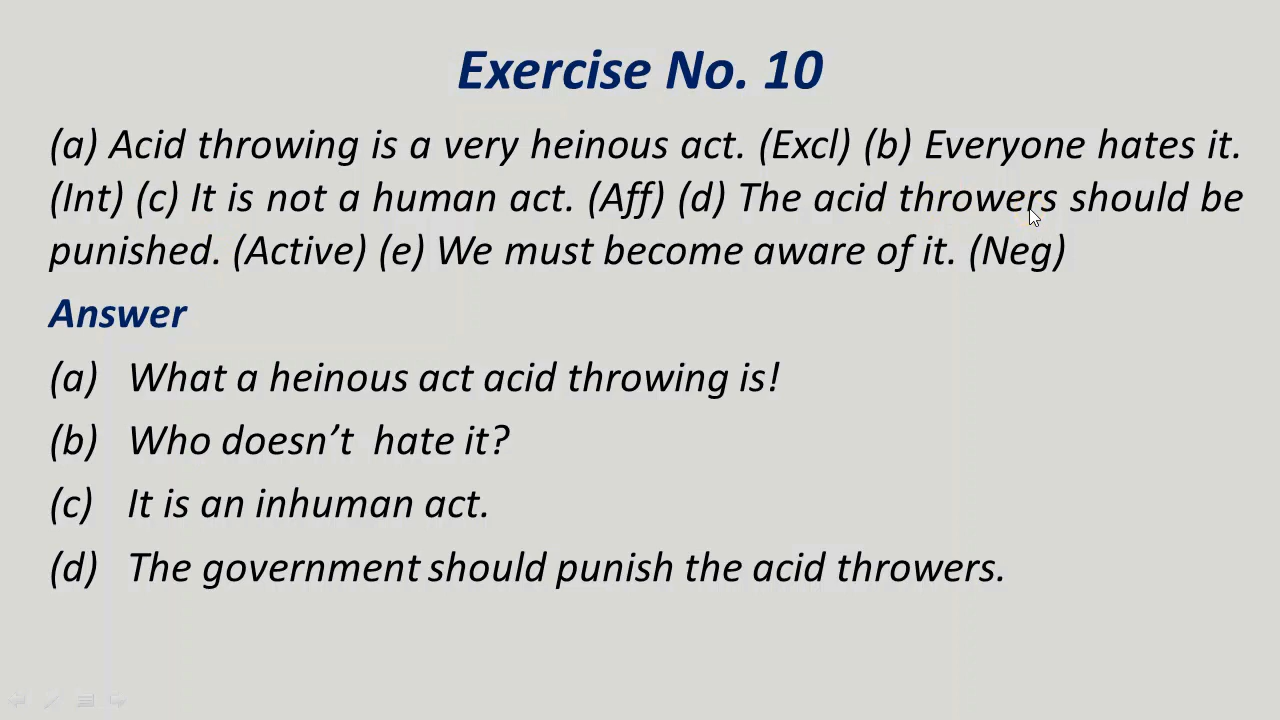 Exercise No. 10
(a) Acid throwing is a very heinous act. (Excl) (b) Everyone hates it.
(Int) (c) It is not a human act. (Aff) (d) The acid throwers should be
punished. (Active) (e) We must become aware of it. (Neg)
Answer
(a) What a heinous act acid throwing is!
(b) Who doesn’t hate it?
(c) It is an inhuman act.
(d) The government should punish the acid throwers.